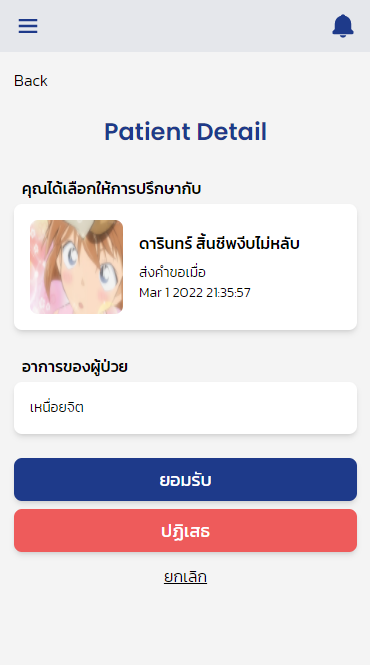 Back
Patient Detail
คุณได้เลือกให้การปรึกษากับ
ดารินทร์ สิ้นชีพงีบไม่หลับ
ส่งคำขอเมื่อ
Mar 1 2022 21:35:57
อาการของผู้ป่วย
เหนื่อยจิต
ยอมรับ
ปฏิเสธ
ยกเลิก